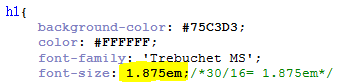 h1{
background-color: #75C3D3;
color: #FFFFFF;
font-family: 'Trebuchet MS';
font-size: 1.875em;/*30/16= 1.875em*/